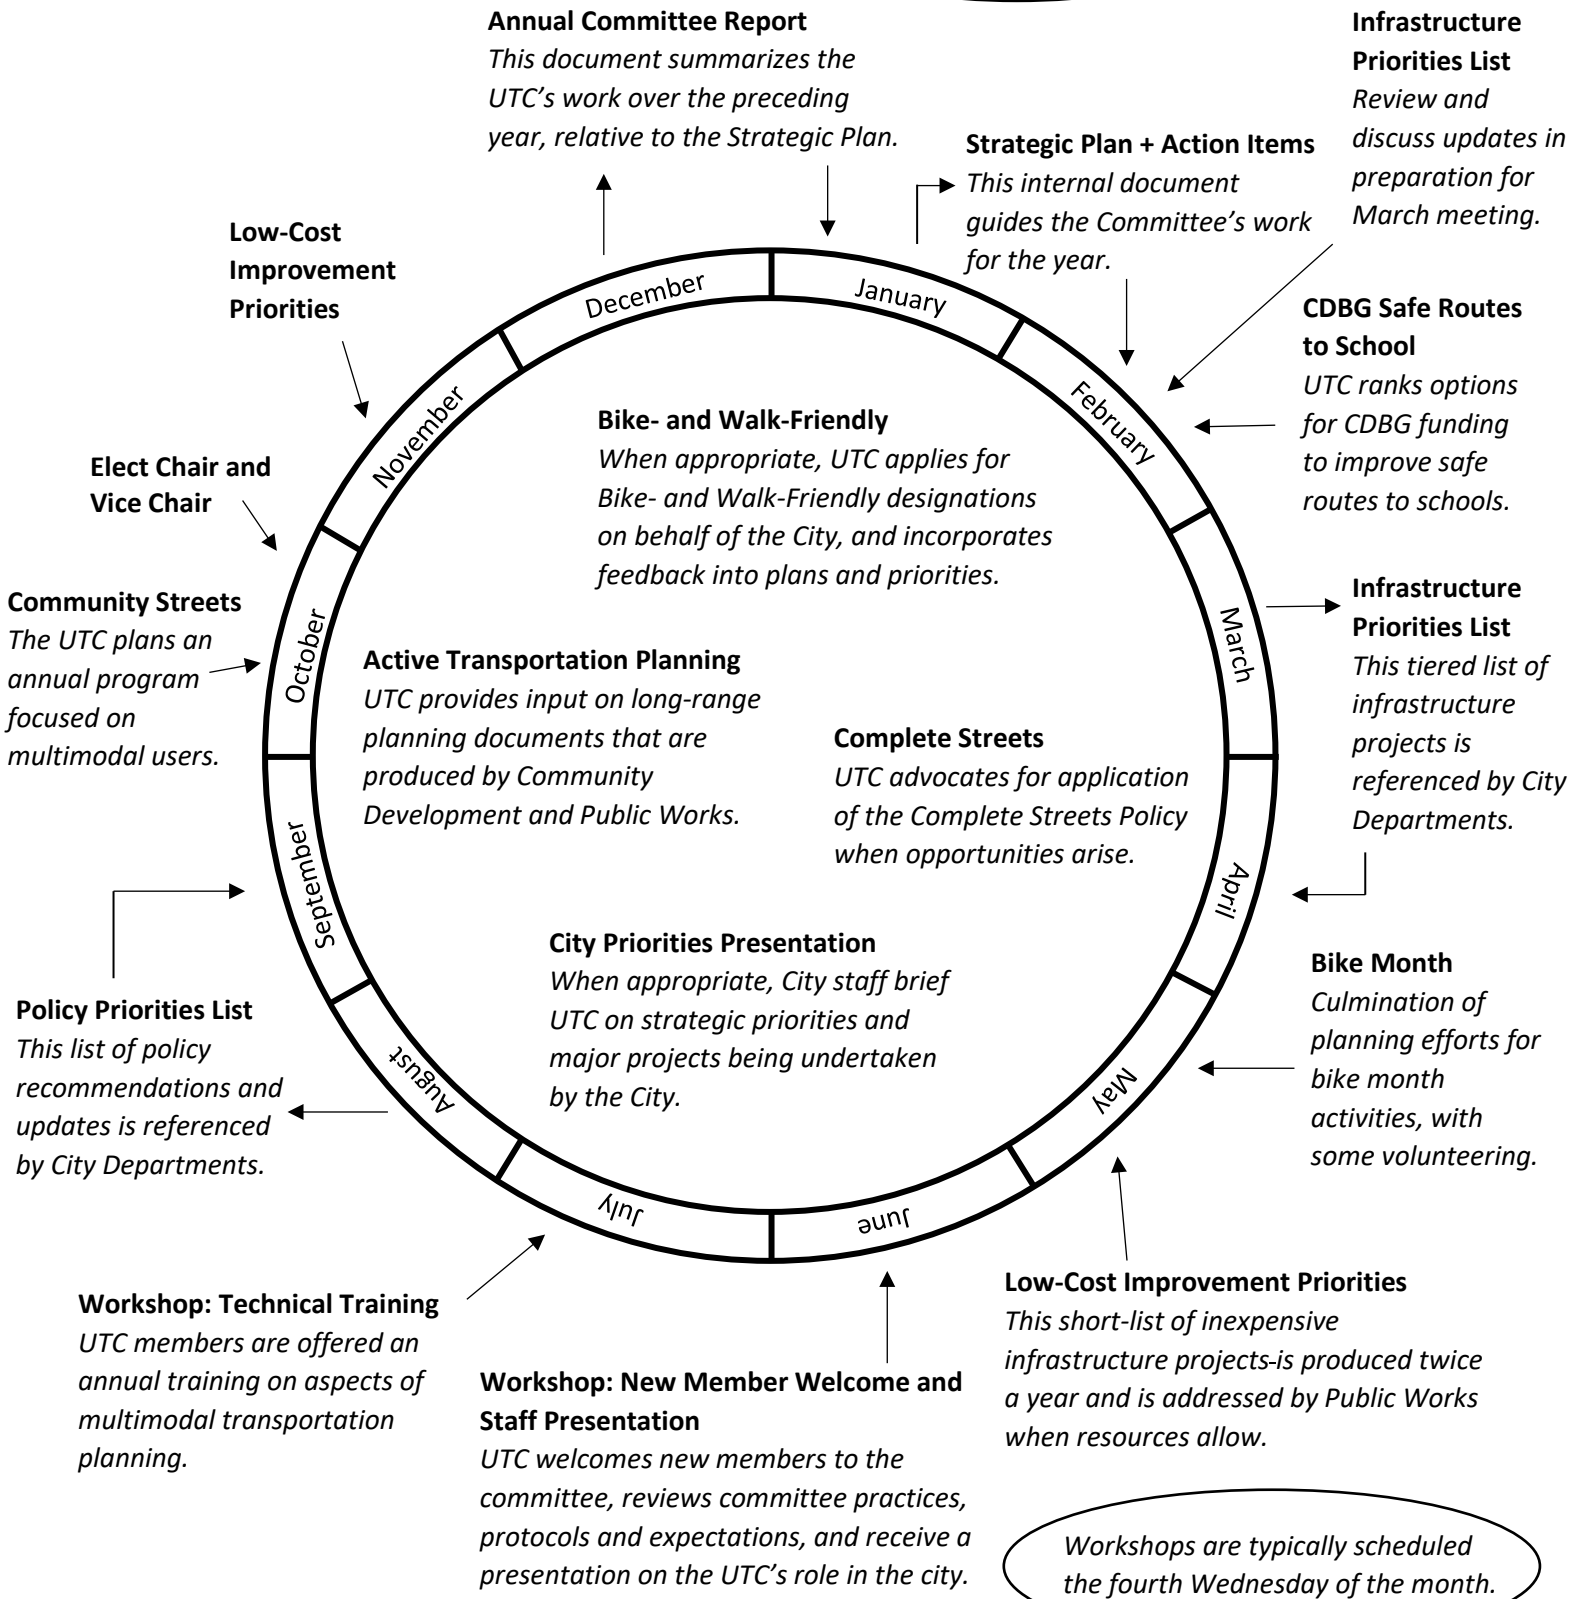 Annual Committee Report
This document summarizes the
UTC's work over the preceding
year, relative to the Strategic Plan.
Strategic Plan + Action Items
This internal document
guides the Committee's work
for the year.
Infrastructure
Priorities List
Review and
discuss updates in
preparation for
March meeting.
Low-Cost
Improvement
Priorities
CDBG Safe Routes
to School
UTC ranks options
for CDBG funding
to improve safe
routes to schools.
Elect Chair and
Vice Chair
Community Streets
The UTC plans an
annual program
focused on
multimodal users.
December
January
February
March
April
May
June
July
August
September
October
November
Bike- and Walk-Friendly
When appropriate, UTC applies for
Bike- and Walk-Friendly designations
on behalf of the City, and incorporates
feedback into plans and priorities.
Active Transportation Planning
UTC provides input on long-range
planning documents that are
produced by Community
Development and Public Works.
Complete Streets
UTC advocates for application
of the Complete Streets Policy
when opportunities arise.
City Priorities Presentation
When appropriate, City staff brief
UTC on strategic priorities and
major projects being undertaken
by the City.
Infrastructure
Priorities List
This tiered list of
infrastructure
projects is
referenced by City
Departments.
Bike Month
Culmination of
planning efforts for
bike month
activities, with
some volunteering.
Policy Priorities List
This list of policy
recommendations and
updates is referenced
by City Departments.
Workshop: Technical Training
UTC members are offered an
annual training on aspects of
multimodal transportation
planning.
Workshop: New Member Welcome and
Staff Presentation
UTC welcomes new members to the
committee, reviews committee practices,
protocols and expectations, and receive a
presentation on the UTC's role in the city.
Low-Cost Improvement Priorities
This short-list of inexpensive
infrastructure projects-is produced twice
a year and is addressed by Public Works
when resources allow.
Workshops are typically scheduled
the fourth Wednesday of the month.